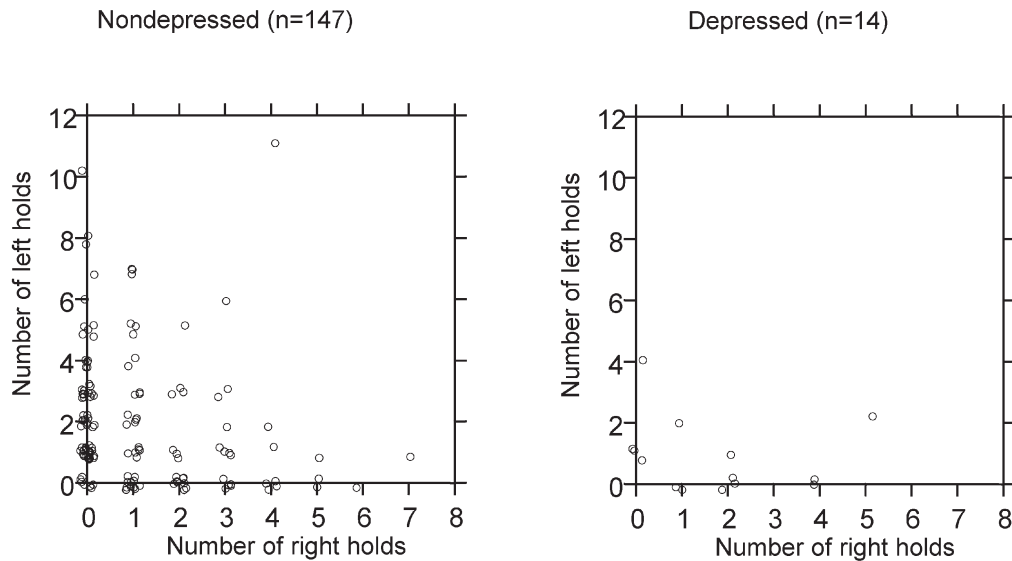 Nondepressed (n=147)
Number of left holds
12
10
8
6
4
2
0
0 1 2 3 4 5 6 7 8
Number of right holds
Depressed (n=14)
Number of left holds
12
10
8
6
4
2
0
0 1 2 3 4 5 6 7 8
Number of right holds